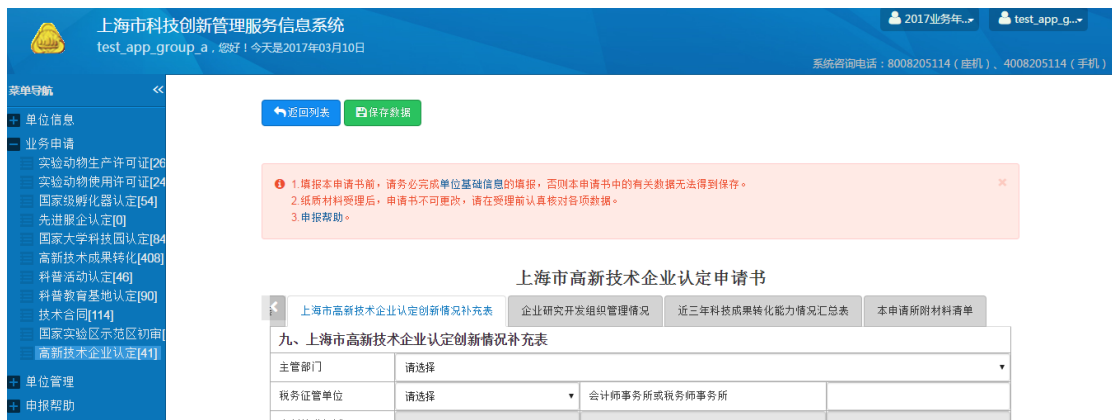 上海市科技创新管理服务信息系统
2017业务年...
test_app_g...
test_app_group_a，您好！今天是2017年03月10日
系统咨询电话：8008205114（座机）、4008205114（手机）
菜单导航
单位信息
业务申请
实验动物生产许可证[26
实验动物使用许可证[24
国家级孵化器认定[54]
先进服企认定[0]
国家大学科技园认定[84
高新技术成果转化[408]
科普活动认定[46]
科普教育基地认定[90]
技术合同[114]
国家实验区示范区初审[
高新技术企业认定[41]
单位管理
申报帮助
返回列表
保存数据
1.填报本申请书前，请务必完成单位基础信息的填报，否则本申请书中的有关数据无法得到保存。
2.纸质材料受理后，申请书不可更改，请在受理前认真核对各项数据。
3.申报帮助。
上海市高新技术企业认定申请书
上海市高新技术企业认定创新情况补充表
企业研究开发组织管理情况
近三年科技成果转化能力情况汇总表
本申请所附材料清单
九、上海市高新技术企业认定创新情况补充表
主管部门
请选择
税务征管单位
请选择
会计师事务所或税务师事务所